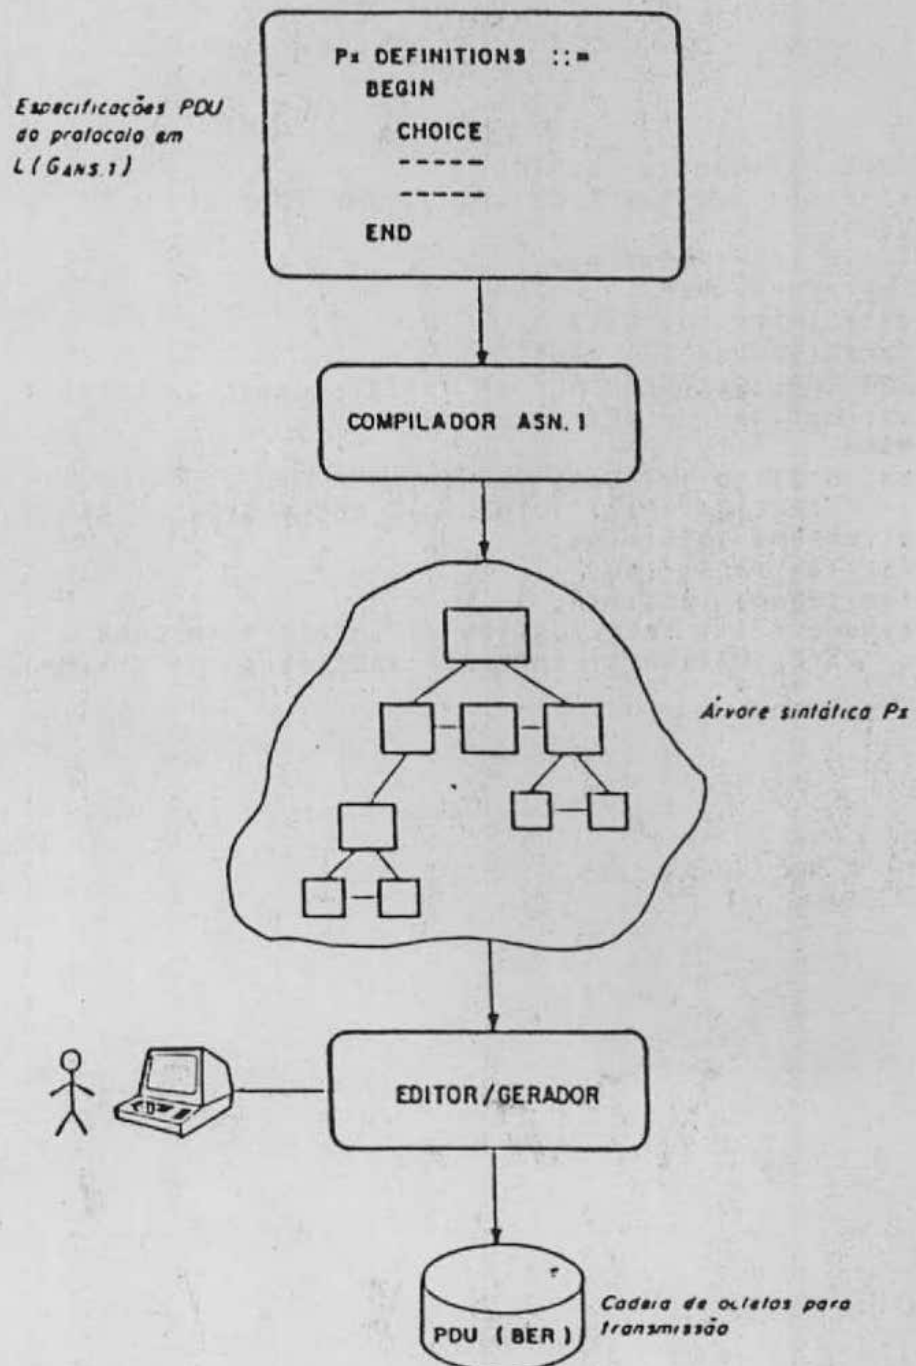 Px DEFINITIONS ::=
BEGIN
CHOICE
-----
-----
END
Especificações PDU
do protocolo em
L(GANS.1)
COMPILADOR ASN.1
Árvore sintática Px
EDITOR/GERADOR
PDU (BER)
Cadeia de octetos para
transmissão